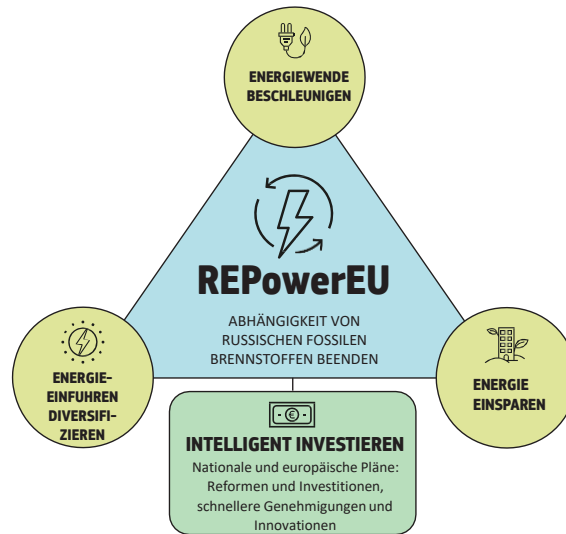 ENERGIEWENDE
BESCHLEUNIGEN
REPowerEU
ABHÄNGIGKEIT VON
RUSSISCHEN FOSSILEN
BRENNSTOFFEN BEENDEN
ENERGIE-
EINFUHREN
DIVERSIFI-
ZIEREN
ENERGIE
EINSPAREN
€
INTELLIGENT INVESTIEREN
Nationale und europäische Pläne:
Reformen und Investitionen,
schnellere Genehmigungen und
Innovationen